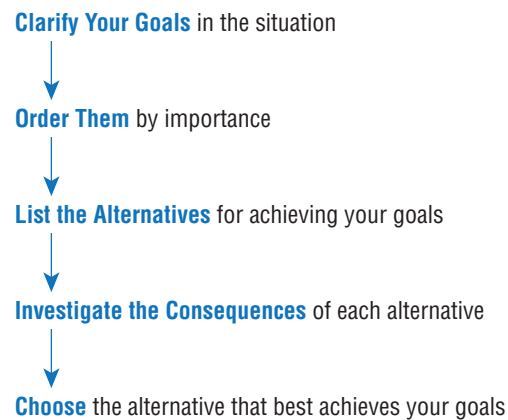 Clarify Your Goals in the situation
Order Them by importance
List the Alternatives for achieving your goals
Investigate the Consequences of each alternative
Choose the alternative that best achieves your goals